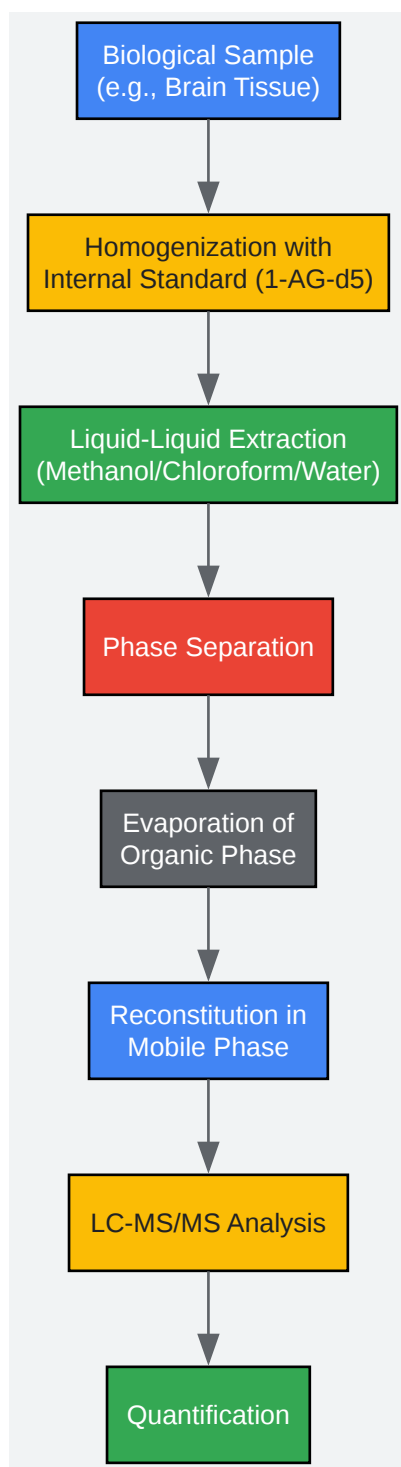 Biological Sample
(e.g., Brain Tissue)
Homogenization with
Internal Standard (1-AG-d5)
Liquid-Liquid Extraction
(Methanol/Chloroform/Water)
Phase Separation
Evaporation of
Organic Phase
Reconstitution in
Mobile Phase
LC-MS/MS Analysis
Quantification